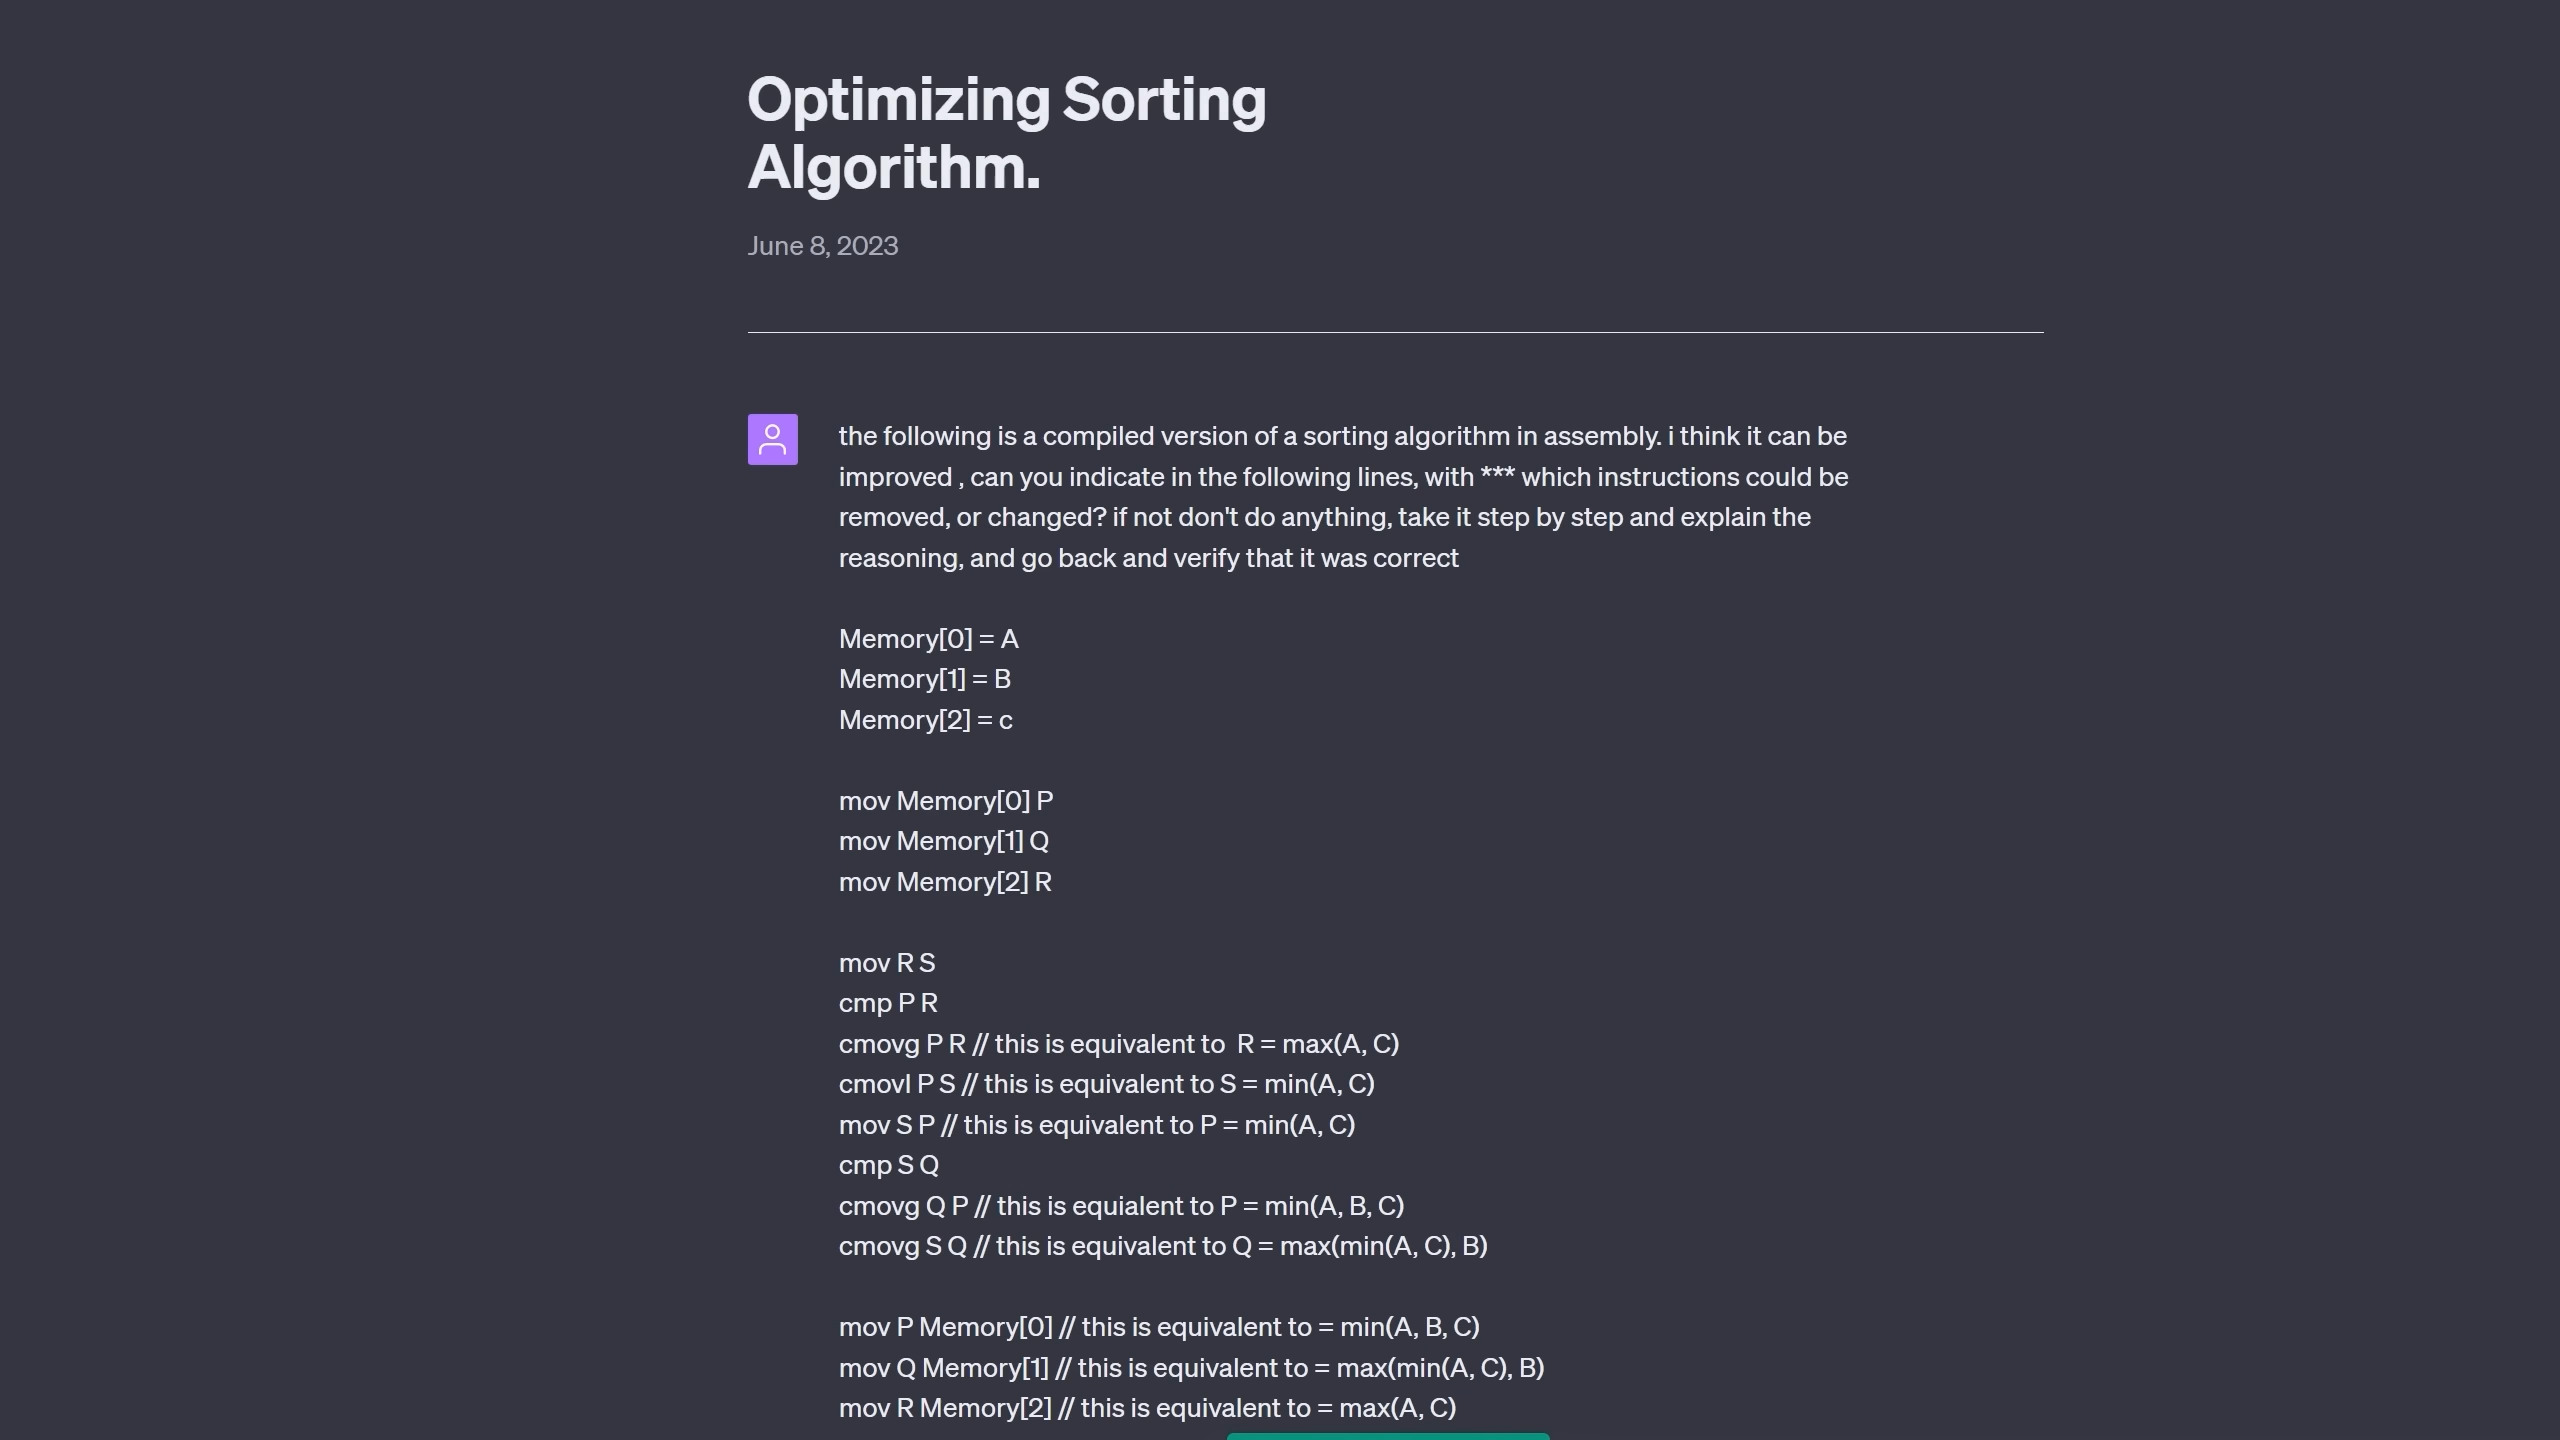 Optimizing Sorting
Algorithm.
June 8, 2023
the following is a compiled version of a sorting algorithm in assembly. i think it can be
improved , can you indicate in the following lines, with *** which instructions could be
removed, or changed? if not don't do anything, take it step by step and explain the
reasoning, and go back and verify that it was correct
Memory[0] = A
Memory[1] = B
Memory[2] = c
mov Memory[0] P
mov Memory[1] Q
mov Memory[2] R
mov R S
cmp P R
cmovg P R // this is equivalent to  R = max(A, C)
cmovl P S // this is equivalent to S = min(A, C)
mov S P // this is equivalent to P = min(A, C)
cmp S Q
cmovg Q P // this is equialent to P = min(A, B, C)
cmovg S Q // this is equivalent to Q = max(min(A, C), B)
mov P Memory[0] // this is equivalent to = min(A, B, C)
mov Q Memory[1] // this is equivalent to = max(min(A, C), B)
mov R Memory[2] // this is equivalent to = max(A, C)